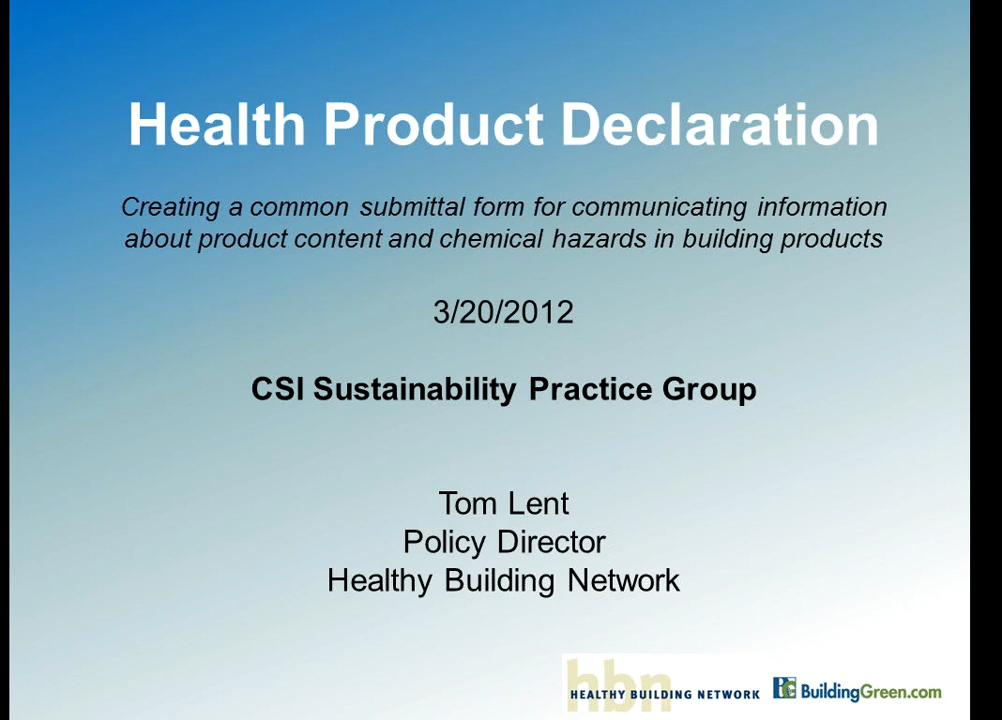 Health Product Declaration
Creating a common submittal form for communicating information
about product content and chemical hazards in building products
3/20/2012
CSI Sustainability Practice Group
Tom Lent
Policy Director
Healthy Building Network
hbn
HEALTHY BUILDING NETWORK
BuildingGreen.com